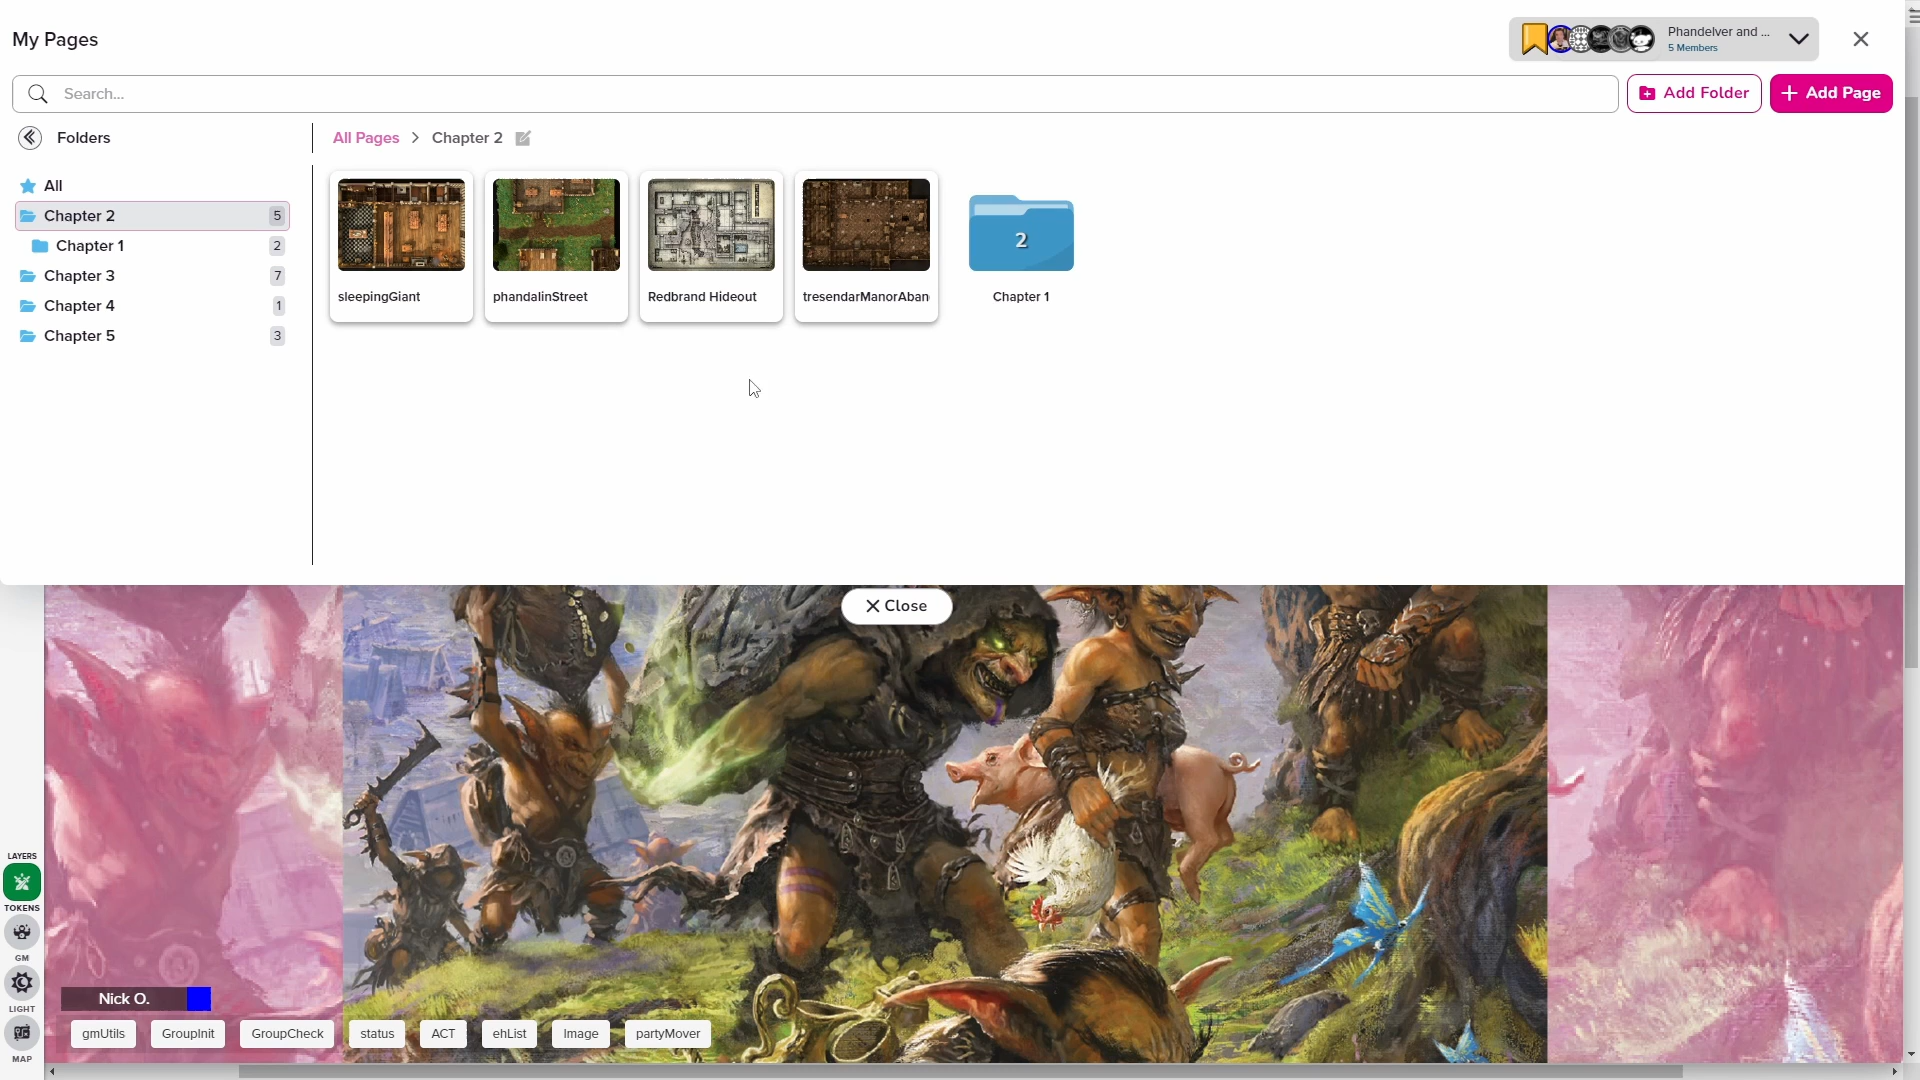 My Pages
Phandelver and ...
5 Members
Search...
Add Folder
Add Page
Folders
All Pages > Chapter 2
All
Chapter 2 5
Chapter 1 2
Chapter 3 7
Chapter 4 1
Chapter 5 3
sleepingGiant
phandalinStreet
Redbrand Hideout
tresendarManorAban
2
Chapter 1
Close
LAYERS
TOKENS
GM
LIGHT
MAP
Nick O.
gmUtils
GroupInit
GroupCheck
status
ACT
ehList
Image
partyMover